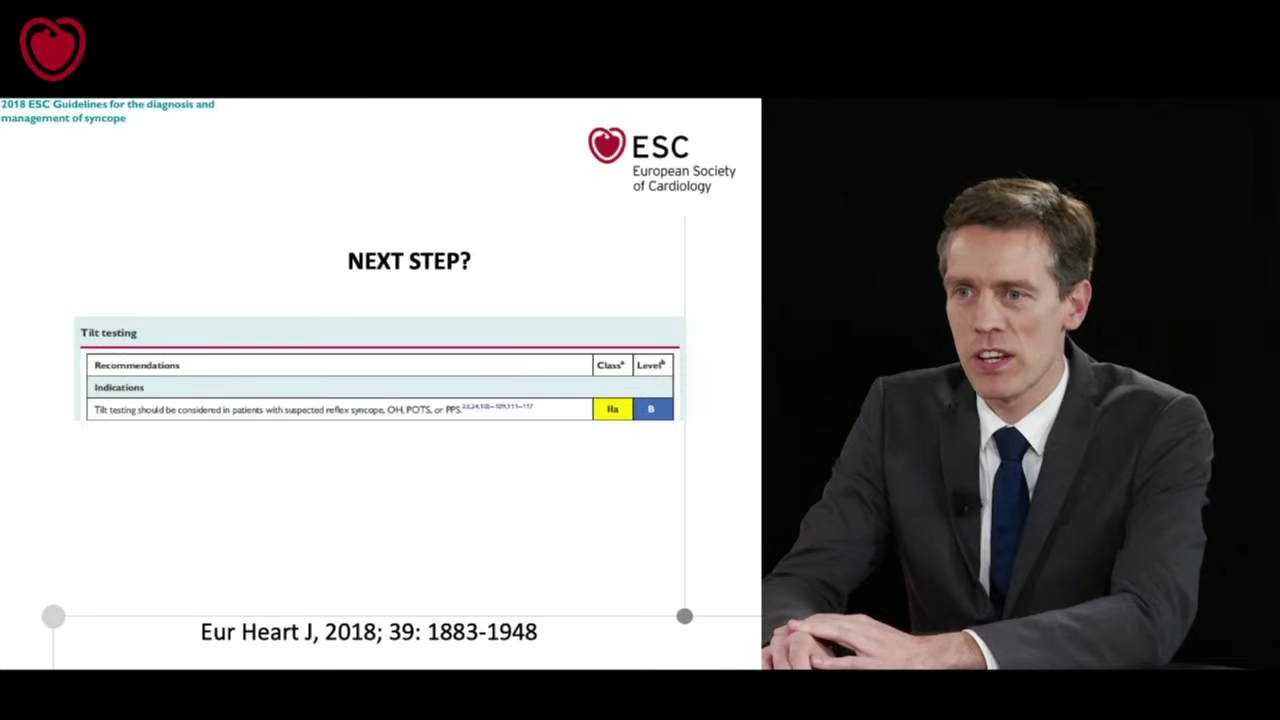 2018 ESC Guidelines for the diagnosis and
management of syncope
ESC
European Society
of Cardiology
NEXT STEP?
Tilt testing
Recommendations Classᵃ Levelᵇ
Indications
Tilt testing should be considered in patients with suspected reflex syncope, OH, POTS, or PPS. IIa B
Eur Heart J, 2018; 39: 1883-1948